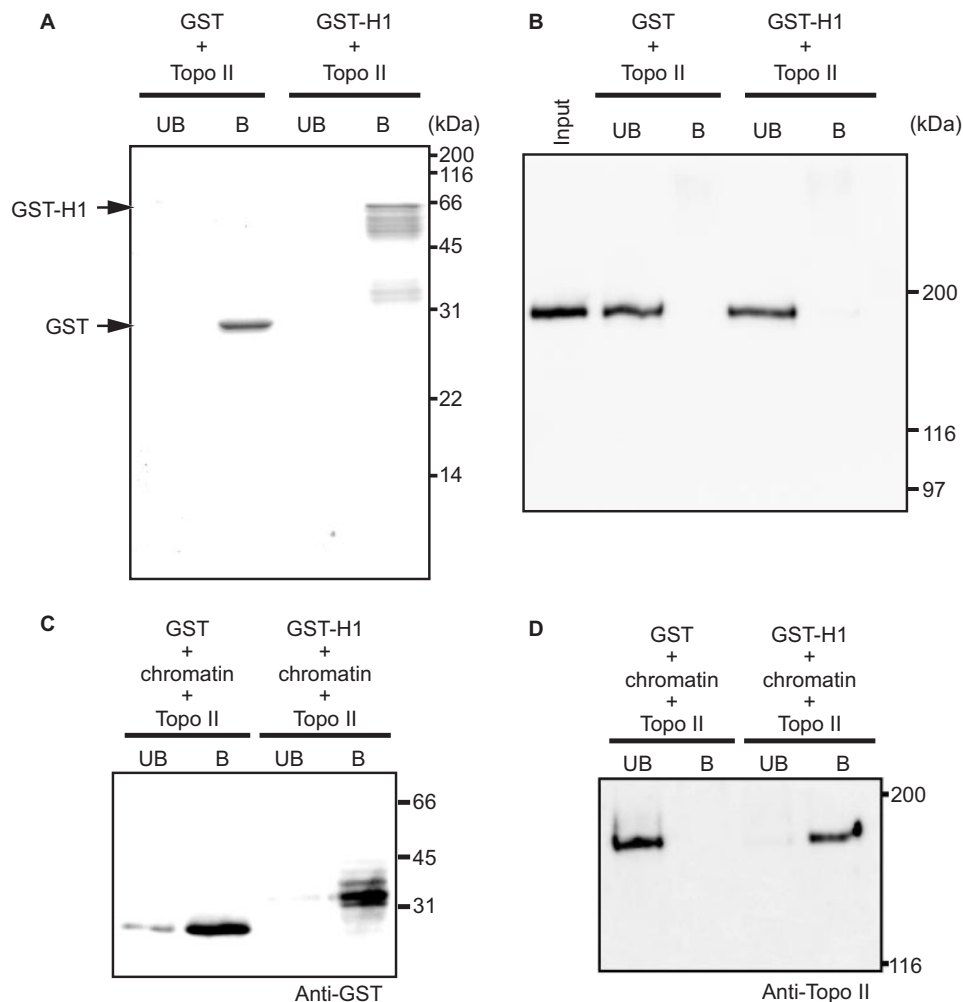 A
GST
+
Topo II
GST-H1
+
Topo II
UB
B
UB
B
(kDa)
200
116
66
45
31
22
14
GST-H1
GST
B
GST
+
Topo II
GST-H1
+
Topo II
Input
UB
B
UB
B
(kDa)
200
116
97
C
GST
+
chromatin
+
Topo II
GST-H1
+
chromatin
+
Topo II
UB
B
UB
B
66
45
31
Anti-GST
D
GST
+
chromatin
+
Topo II
GST-H1
+
chromatin
+
Topo II
UB
B
UB
B
200
116
Anti-Topo II